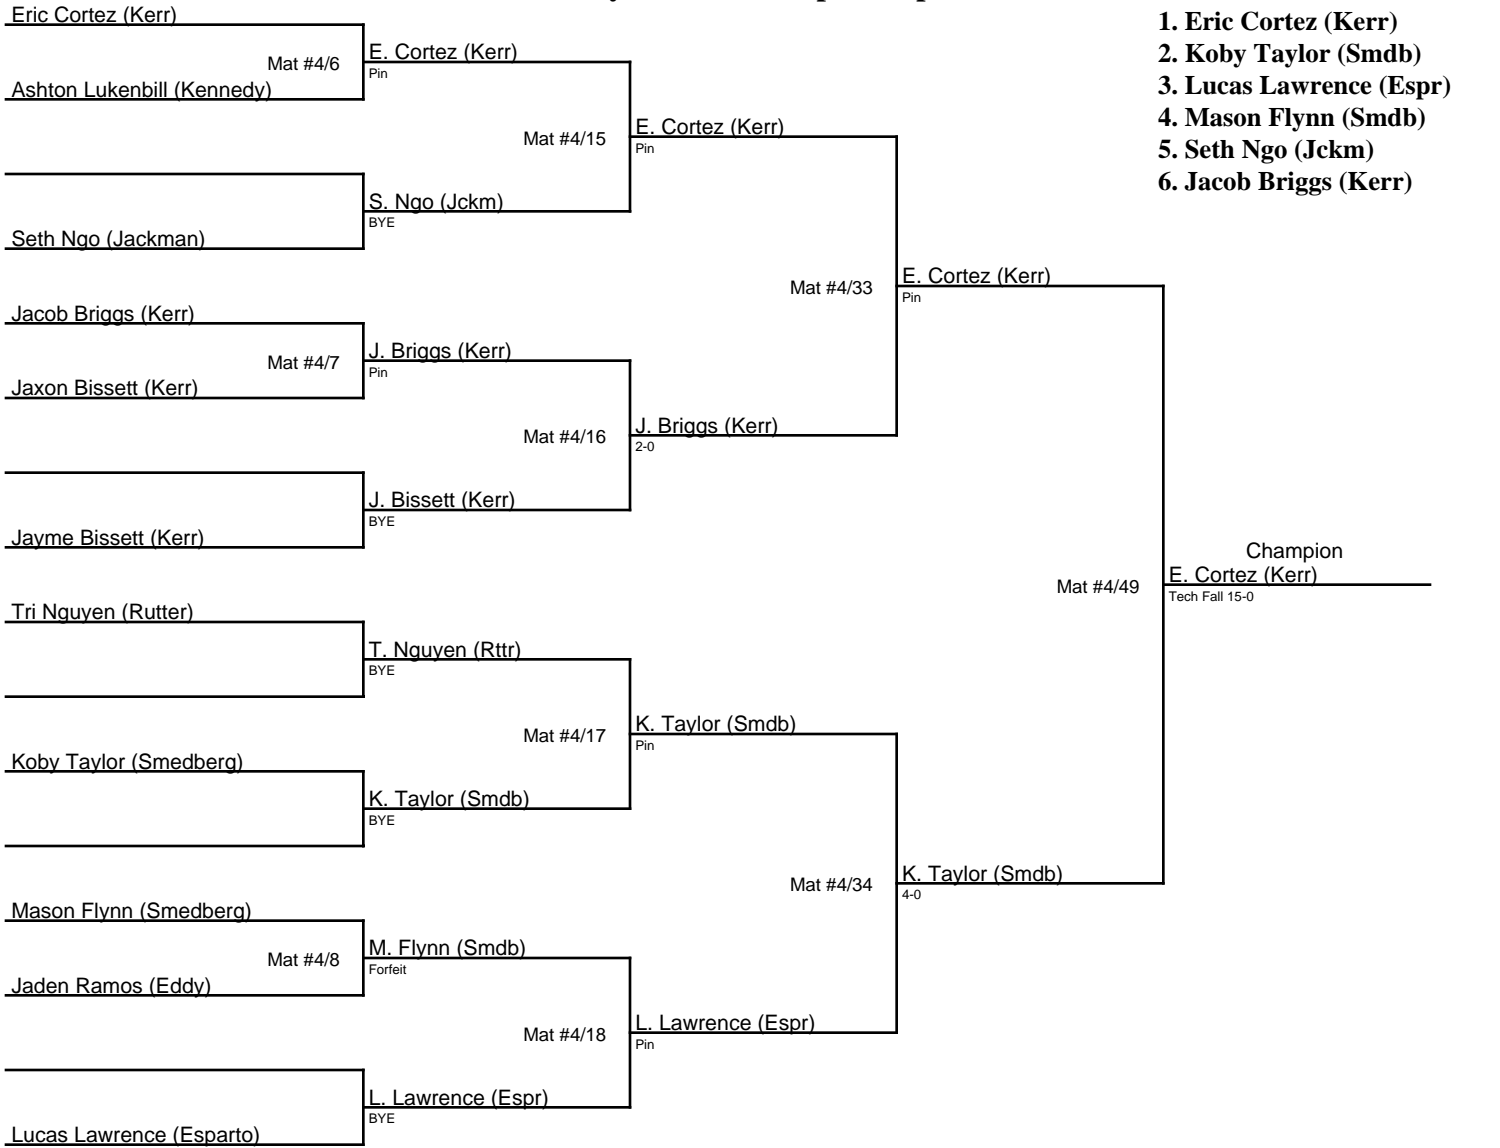 Eric Cortez (Kerr)
Mat #4/6
E. Cortez (Kerr)
Pin
Ashton Lukenbill (Kennedy)
Mat #4/15
E. Cortez (Kerr)
Pin
S. Ngo (Jckm)
BYE
Seth Ngo (Jackman)
Mat #4/33
E. Cortez (Kerr)
Pin
Jacob Briggs (Kerr)
Mat #4/7
J. Briggs (Kerr)
Pin
Jaxon Bissett (Kerr)
Mat #4/16
J. Briggs (Kerr)
2-0
J. Bissett (Kerr)
BYE
Jayme Bissett (Kerr)
Mat #4/49
Champion
E. Cortez (Kerr)
Tech Fall 15-0
Tri Nguyen (Rutter)
T. Nguyen (Rttr)
BYE
Mat #4/17
K. Taylor (Smdb)
Pin
Koby Taylor (Smedberg)
K. Taylor (Smdb)
BYE
Mat #4/34
K. Taylor (Smdb)
4-0
Mason Flynn (Smedberg)
Mat #4/8
M. Flynn (Smdb)
Forfeit
Jaden Ramos (Eddy)
Mat #4/18
L. Lawrence (Espr)
Pin
L. Lawrence (Espr)
BYE
Lucas Lawrence (Esparto)
1. Eric Cortez (Kerr)
2. Koby Taylor (Smdb)
3. Lucas Lawrence (Espr)
4. Mason Flynn (Smdb)
5. Seth Ngo (Jckm)
6. Jacob Briggs (Kerr)